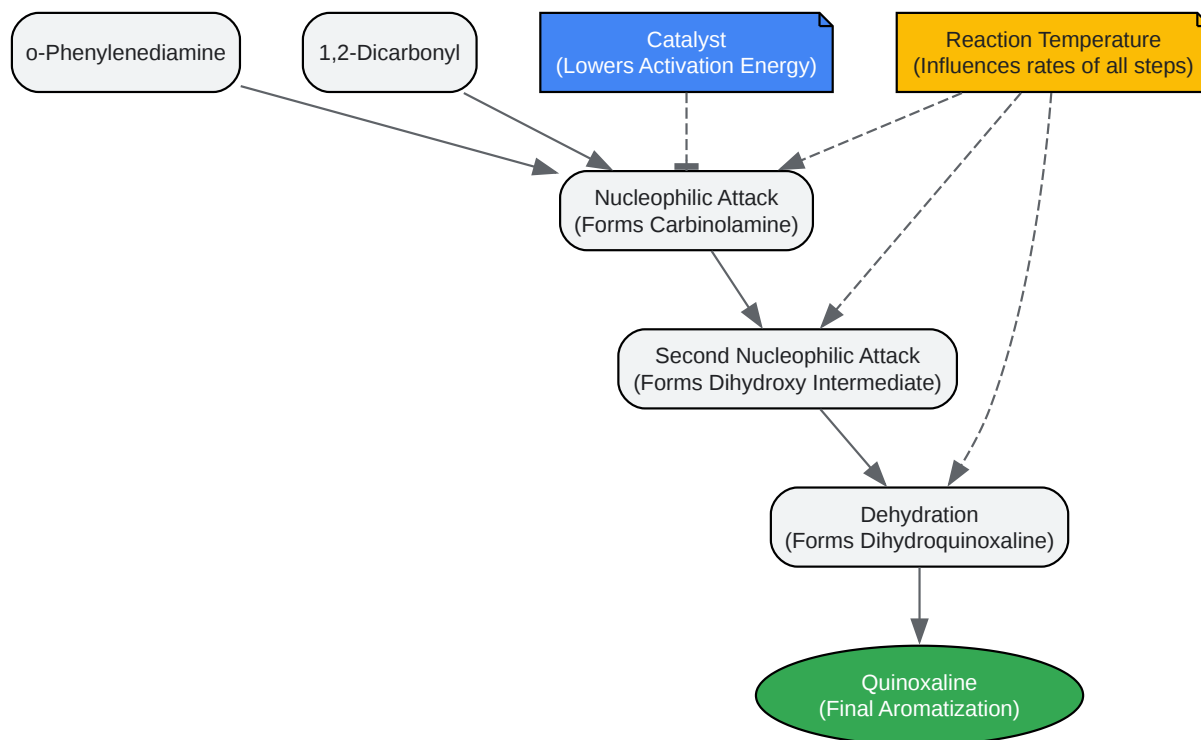 o-Phenylenediamine
1,2-Dicarbonyl
Catalyst
(Lowers Activation Energy)
Reaction Temperature
(Influences rates of all steps)
Nucleophilic Attack
(Forms Carbinolamine)
Second Nucleophilic Attack
(Forms Dihydroxy Intermediate)
Dehydration
(Forms Dihydroquinoxaline)
Quinoxaline
(Final Aromatization)